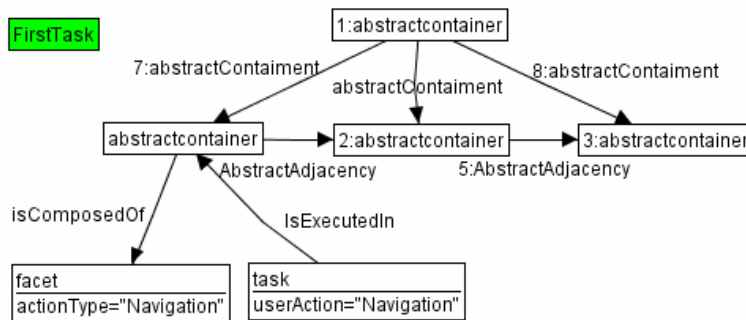 FirstTask
1:abstractcontainer
7:abstractContaiment
abstractContaiment
8:abstractContaiment
abstractcontainer
2:abstractcontainer
3:abstractcontainer
AbstractAdjacency
5:AbstractAdjacency
isComposedOf
IsExecutedIn
facet
actionType="Navigation"
task
userAction="Navigation"